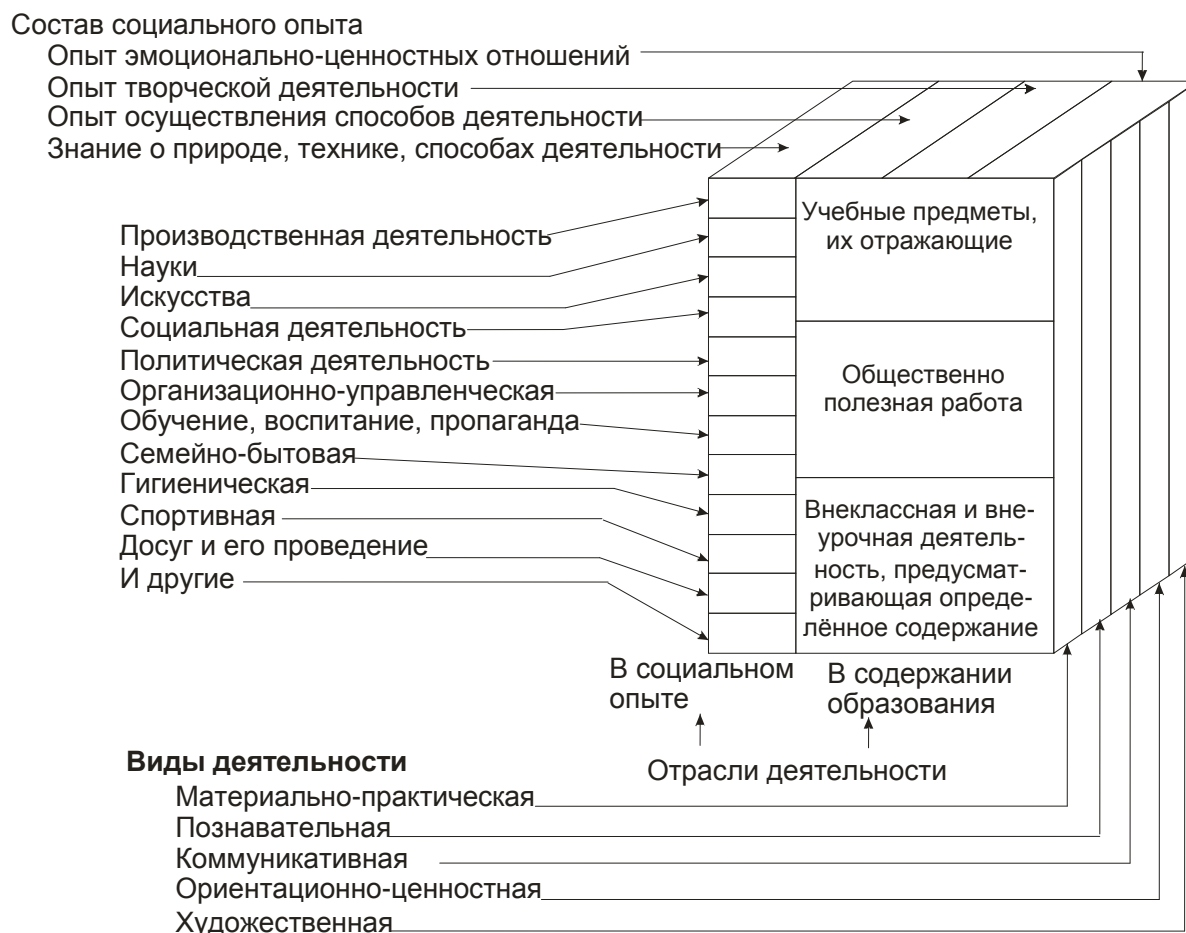 Состав социального опыта
Опыт эмоционально-ценностных отношений
Опыт творческой деятельности
Опыт осуществления способов деятельности
Знание о природе, технике, способах деятельности
Производственная деятельность
Науки
Искусства
Социальная деятельность
Политическая деятельность
Организационно-управленческая
Обучение, воспитание, пропаганда
Семейно-бытовая
Гигиеническая
Спортивная
Досуг и его проведение
И другие
Учебные предметы,
их отражающие
Общественно
полезная работа
Внеклассная и вне-
урочная деятель-
ность, предусмат-
ривающая опреде-
лённое содержание
В социальном
опыте
В содержании
образования
Отрасли деятельности
Виды деятельности
Материально-практическая
Познавательная
Коммуникативная
Ориентационно-ценностная
Художественная